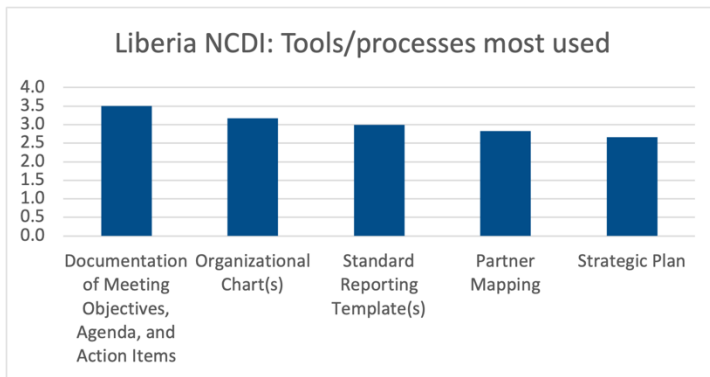 Liberia NCDI: Tools/processes most used
4.0
3.5
3.0
2.5
2.0
1.5
1.0
0.5
0.0
Documentation
of Meeting
Objectives,
Agenda, and
Action Items
Organizational
Chart(s)
Standard
Reporting
Template(s)
Partner
Mapping
Strategic Plan